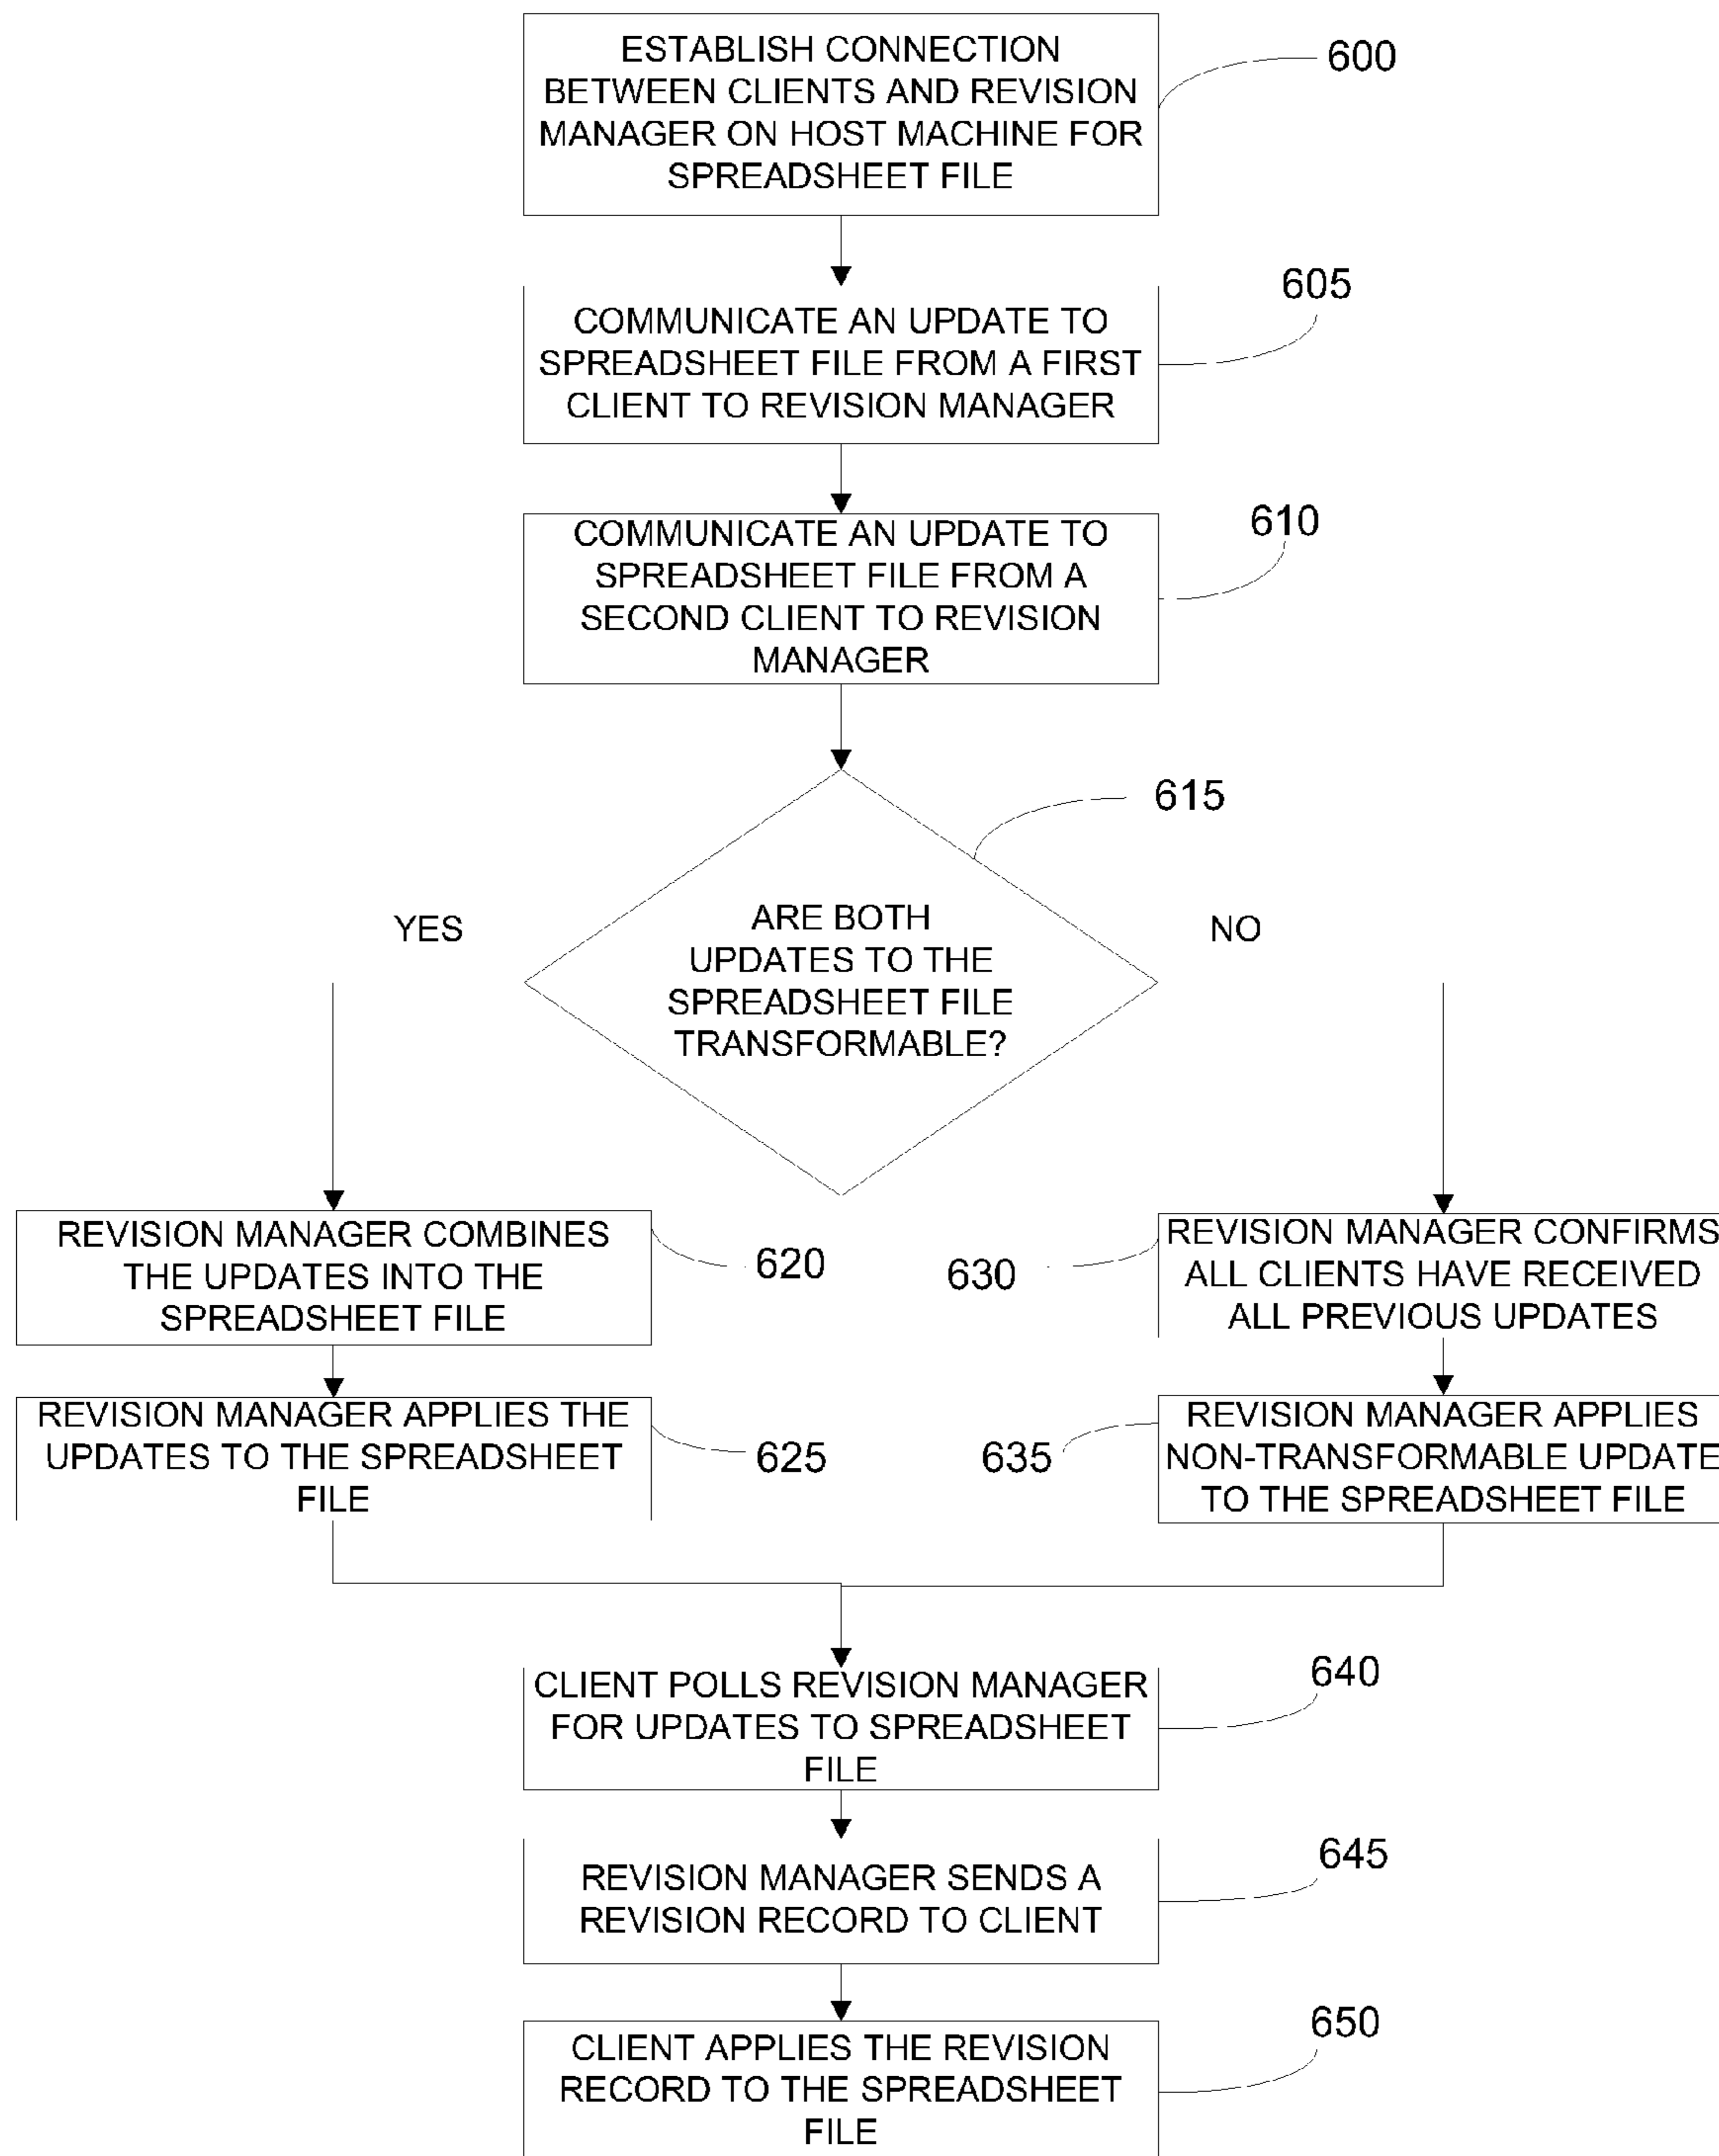 ESTABLISH CONNECTION
BETWEEN CLIENTS AND REVISION
MANAGER ON HOST MACHINE FOR
SPREADSHEET FILE
600
COMMUNICATE AN UPDATE TO
SPREADSHEET FILE FROM A FIRST
CLIENT TO REVISION MANAGER
605
COMMUNICATE AN UPDATE TO
SPREADSHEET FILE FROM A
SECOND CLIENT TO REVISION
MANAGER
610
ARE BOTH
UPDATES TO THE
SPREADSHEET FILE
TRANSFORMABLE?
615
YES
NO
REVISION MANAGER COMBINES
THE UPDATES INTO THE
SPREADSHEET FILE
620
REVISION MANAGER APPLIES THE
UPDATES TO THE SPREADSHEET
FILE
625
630
REVISION MANAGER CONFIRMS
ALL CLIENTS HAVE RECEIVED
ALL PREVIOUS UPDATES
635
REVISION MANAGER APPLIES
NON-TRANSFORMABLE UPDATE
TO THE SPREADSHEET FILE
CLIENT POLLS REVISION MANAGER
FOR UPDATES TO SPREADSHEET
FILE
640
REVISION MANAGER SENDS A
REVISION RECORD TO CLIENT
645
CLIENT APPLIES THE REVISION
RECORD TO THE SPREADSHEET
FILE
650